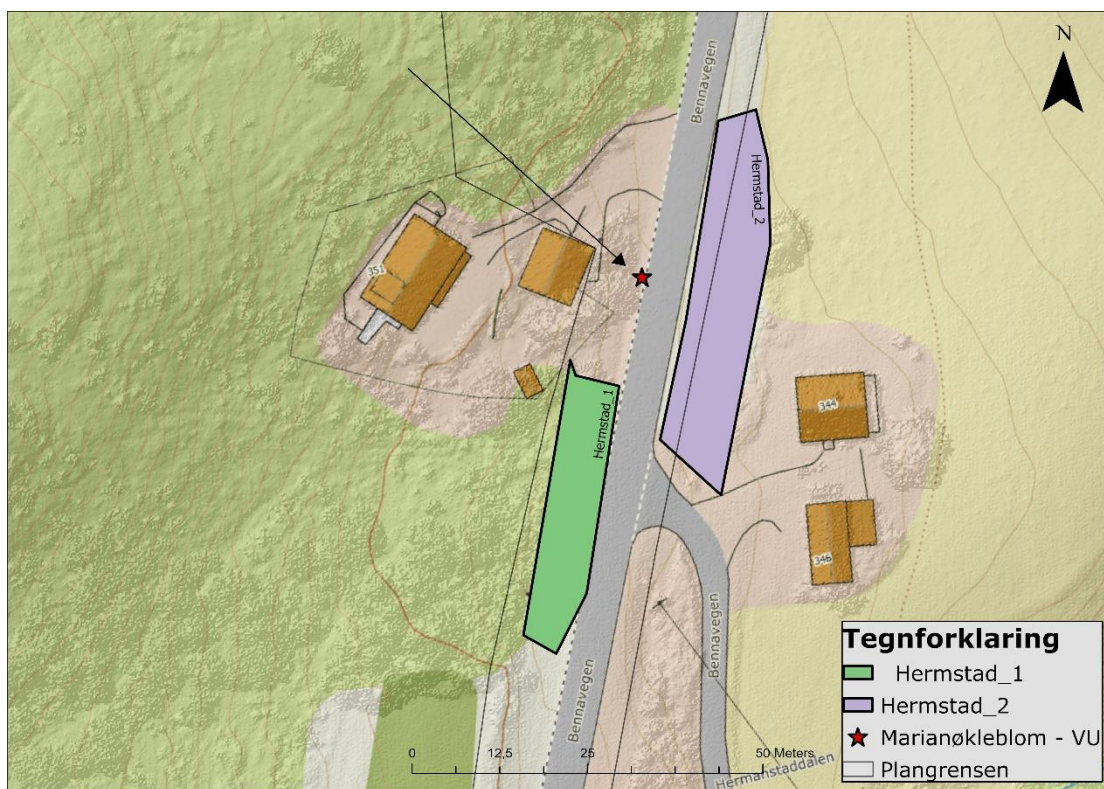 N
Bennavegen
Hermstad_2
351
Hermstad_1
344
346
Bennavegen
Bennavegen
0 12,5 25 50 Meters
Hermanstaddalen
Tegnforklaring
Hermstad_1
Hermstad_2
Marianøkleblom - VU
Plangrensen